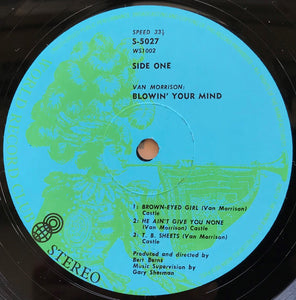 SPEED 33⅓
S-5027
WS1002
SIDE ONE
VAN MORRISON:
BLOWIN' YOUR MIND
1: BROWN-EYED GIRL (Van Morrison)
Castle
2: HE AIN'T GIVE YOU NONE
(Van Morrison) Castle
3: T. B. SHEETS (Van Morrison)
Castle
Produced and directed by
Bert Berns
Music Supervision by
Gary Sherman
STEREO